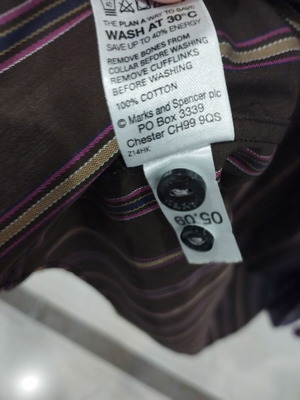 THE PLAN A WAY TO SAVE
WASH AT 30°C
SAVE UP TO 40% ENERGY
REMOVE BONES FROM
COLLAR BEFORE WASHING
REMOVE CUFFLINKS
BEFORE WASHING
100% COTTON
© Marks and Spencer plc
PO Box 3339
Chester CH99 9QS
Z14HK
05.09